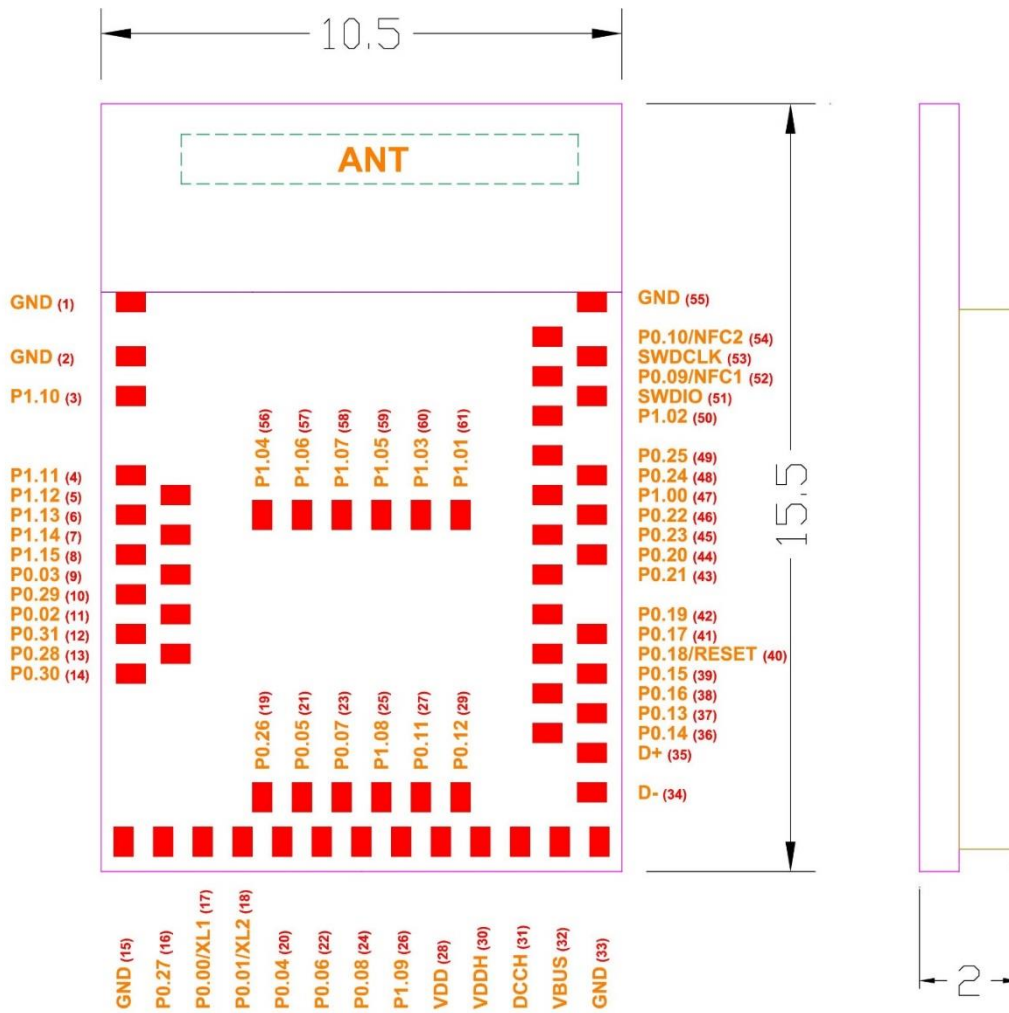 10.5
ANT
GND (1)
GND (2)
P1.10 (3)
P1.11 (4)
P1.12 (5)
P1.13 (6)
P1.14 (7)
P1.15 (8)
P0.03 (9)
P0.29 (10)
P0.02 (11)
P0.31 (12)
P0.28 (13)
P0.30 (14)
P1.04 (56)
P1.06 (57)
P1.07 (58)
P1.05 (59)
P1.03 (60)
P1.01 (61)
P0.26 (19)
P0.05 (21)
P0.07 (23)
P1.08 (25)
P0.11 (27)
P0.12 (29)
GND (55)
P0.10/NFC2 (54)
SWDCLK (53)
P0.09/NFC1 (52)
SWDIO (51)
P1.02 (50)
P0.25 (49)
P0.24 (48)
P1.00 (47)
P0.22 (46)
P0.23 (45)
P0.20 (44)
P0.21 (43)
P0.19 (42)
P0.17 (41)
P0.18/RESET (40)
P0.15 (39)
P0.16 (38)
P0.13 (37)
P0.14 (36)
D+ (35)
D- (34)
15.5
GND (15)
P0.27 (16)
P0.00/XL1 (17)
P0.01/XL2 (18)
P0.04 (20)
P0.06 (22)
P0.08 (24)
P1.09 (26)
VDD (28)
VDDH (30)
DCCH (31)
VBUS (32)
GND (33)
2